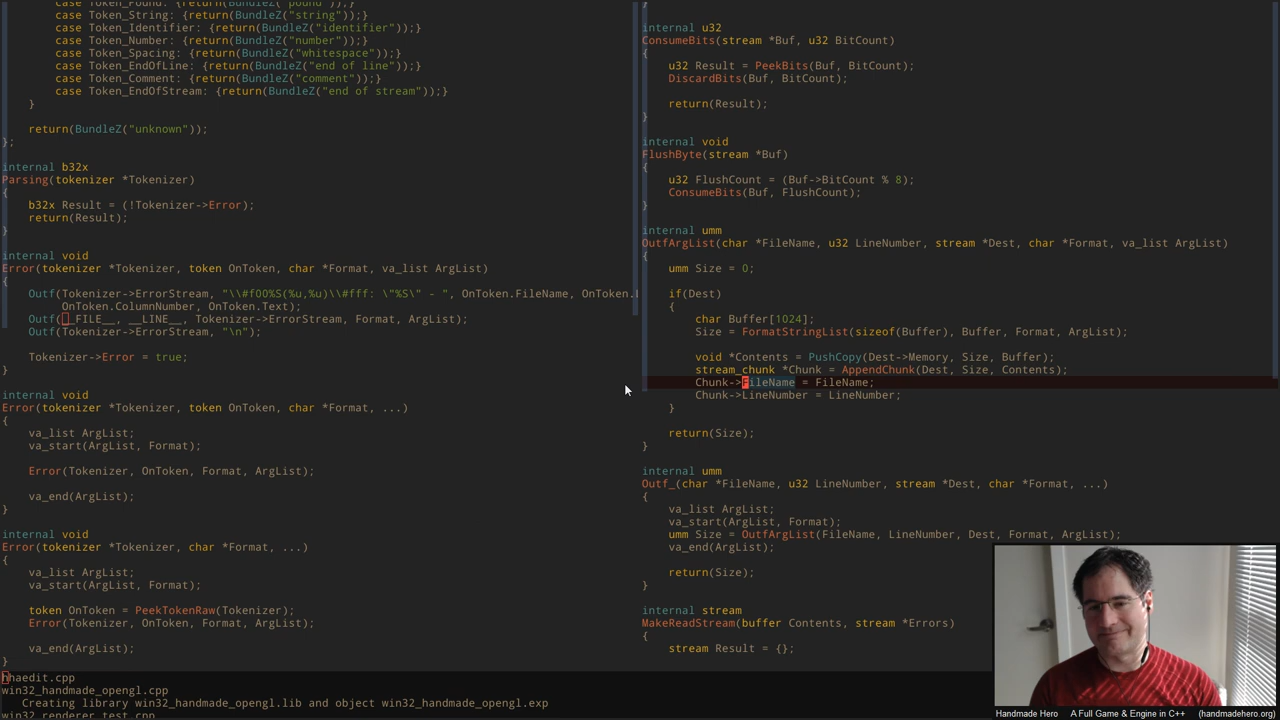 case Token_Pound: {return(BundleZ("pound"));}
case Token_String: {return(BundleZ("string");}
case Token_Identifier: {return(BundleZ("identifier");}
case Token_Number: {return(BundleZ("number");}
case Token_Spacing: {return(BundleZ("whitespace");}
case Token_EndOfLine: {return(BundleZ("end of line");}
case Token_Comment: {return(BundleZ("comment");}
case Token_EndOfStream: {return(BundleZ("end of stream");}
}
return(BundleZ("unknown"));
};
internal b32x
Parsing(tokenizer *Tokenizer)
{
b32x Result = (!Tokenizer->Error);
return(Result);
}
internal void
Error(tokenizer *Tokenizer, token OnToken, char *Format, va_list ArgList)
{
Outf(Tokenizer->ErrorStream, "\\#f00%S(%u,%u)\\#fff: \"%S\" - ", OnToken.FileName, OnToken.L
OnToken.ColumnNumber, OnToken.Text);
Outf(__FILE__, __LINE__, Tokenizer->ErrorStream, Format, ArgList);
Outf(Tokenizer->ErrorStream, "\n");
Tokenizer->Error = true;
}
internal void
Error(tokenizer *Tokenizer, token OnToken, char *Format, ...)
{
va_list ArgList;
va_start(ArgList, Format);
Error(Tokenizer, OnToken, Format, ArgList);
va_end(ArgList);
}
internal void
Error(tokenizer *Tokenizer, char *Format, ...)
{
va_list ArgList;
va_start(ArgList, Format);
token OnToken = PeekTokenRaw(Tokenizer);
Error(Tokenizer, OnToken, Format, ArgList);
va_end(ArgList);
}
internal u32
ConsumeBits(stream *Buf, u32 BitCount)
{
u32 Result = PeekBits(Buf, BitCount);
DiscardBits(Buf, BitCount);
return(Result);
}
internal void
FlushByte(stream *Buf)
{
u32 FlushCount = (Buf->BitCount % 8);
ConsumeBits(Buf, FlushCount);
}
internal umm
OutfArgList(char *FileName, u32 LineNumber, stream *Dest, char *Format, va_list ArgList)
{
umm Size = 0;
if(Dest)
{
char Buffer[1024];
Size = FormatStringList(sizeof(Buffer), Buffer, Format, ArgList);
void *Contents = PushCopy(Dest->Memory, Size, Buffer);
stream_chunk *Chunk = AppendChunk(Dest, Size, Contents);
Chunk->FileName = FileName;
Chunk->LineNumber = LineNumber;
}
return(Size);
}
internal umm
Outf_(char *FileName, u32 LineNumber, stream *Dest, char *Format, ...)
{
va_list ArgList;
va_start(ArgList, Format);
umm Size = OutfArgList(FileName, LineNumber, Dest, Format, ArgList);
va_end(ArgList);
return(Size);
}
internal stream
MakeReadStream(buffer Contents, stream *Errors)
{
stream Result = {};
hhaedit.cpp
win32_handmade_opengl.cpp
Creating library win32_handmade_opengl.lib and object win32_handmade_opengl.exp
win32_renderer_test.cpp
Handmade Hero A Full Game & Engine in C++ (handmadehero.org)